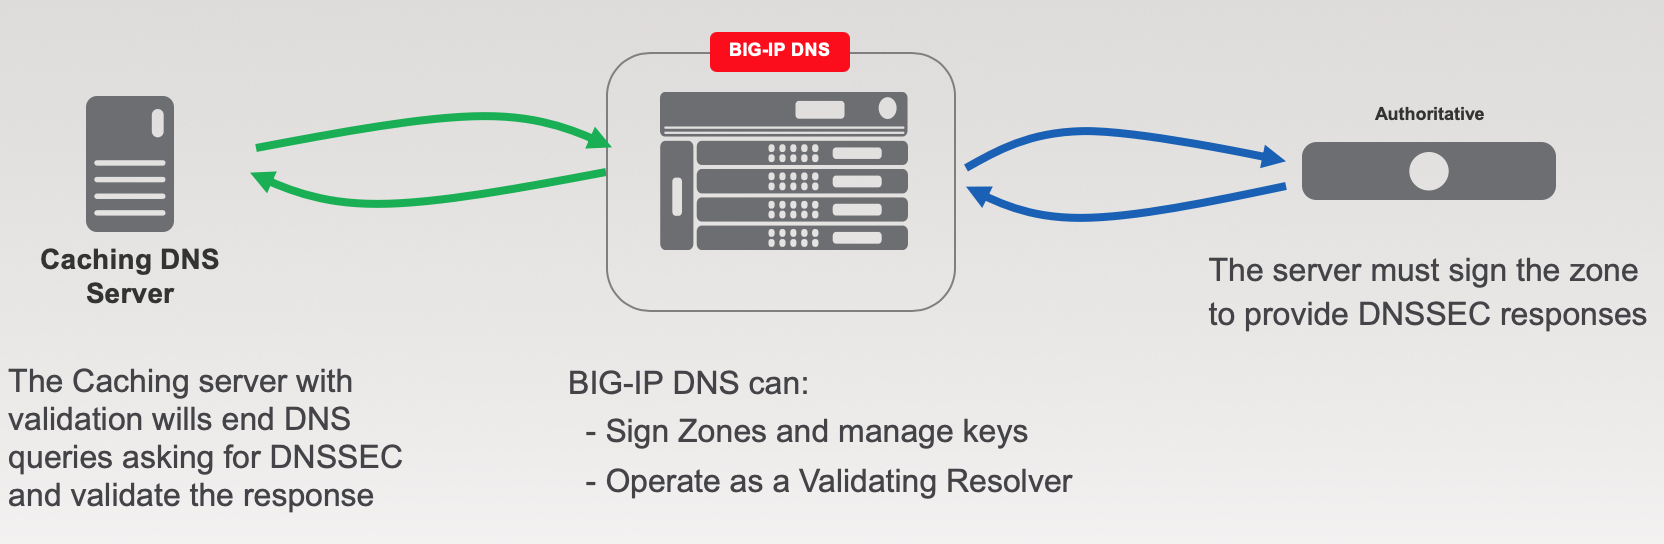 BIG-IP DNS
Authoritative
Caching DNS
Server
The server must sign the zone
to provide DNSSEC responses
The Caching server with
validation wills end DNS
queries asking for DNSSEC
and validate the response
BIG-IP DNS can:
- Sign Zones and manage keys
- Operate as a Validating Resolver